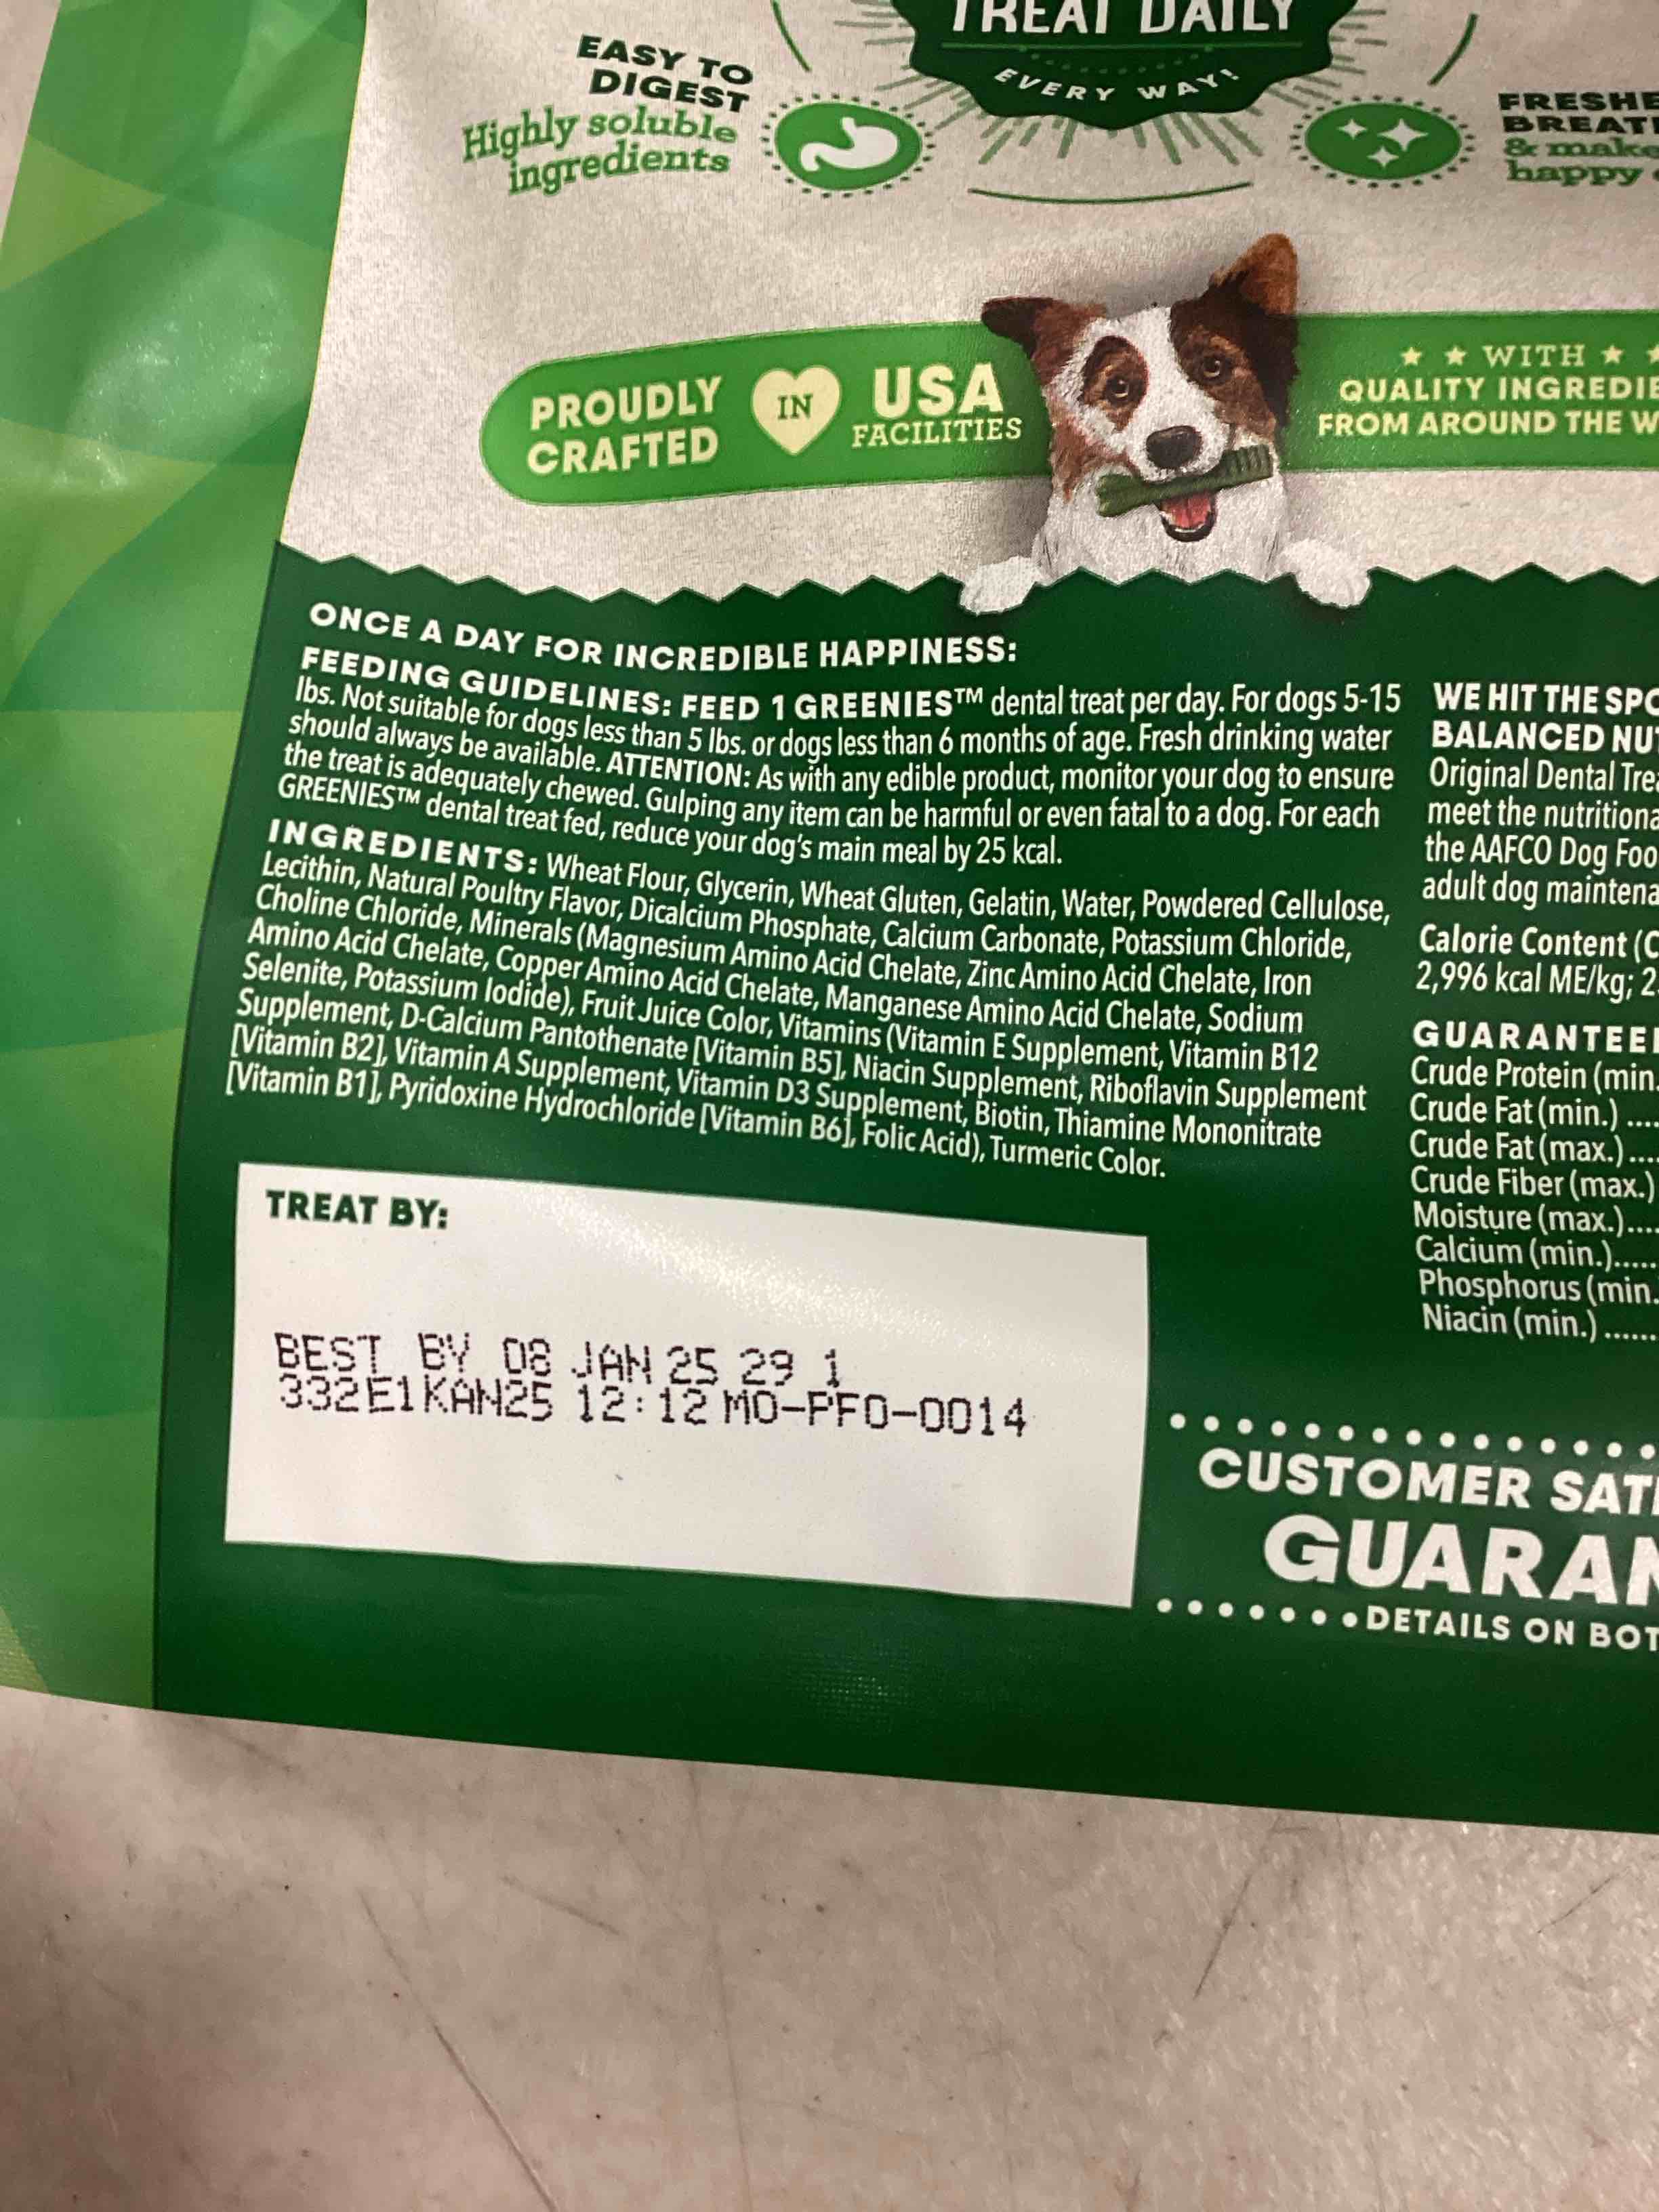 TREAT DAILY
EVERY WAY!
EASY TO
DIGEST
Highly soluble
ingredients
FRESHE
BREAT
& make
happy
PROUDLY
CRAFTED
IN
USA
FACILITIES
WITH
QUALITY INGREDIE
FROM AROUND THE W
ONCE A DAY FOR INCREDIBLE HAPPINESS:
FEEDING GUIDELINES: FEED 1 GREENIES™ dental treat per day. For dogs 5-15
lbs. Not suitable for dogs less than 5 lbs. or dogs less than 6 months of age. Fresh drinking water
should always be available. ATTENTION: As with any edible product, monitor your dog to ensure
the treat is adequately chewed. Gulping any item can be harmful or even fatal to a dog. For each
GREENIES™ dental treat fed, reduce your dog's main meal by 25 kcal.
INGREDIENTS: Wheat Flour, Glycerin, Wheat Gluten, Gelatin, Water, Powdered Cellulose,
Lecithin, Natural Poultry Flavor, Dicalcium Phosphate, Calcium Carbonate, Potassium Chloride,
Choline Chloride, Minerals (Magnesium Amino Acid Chelate, Zinc Amino Acid Chelate, Iron
Amino Acid Chelate, Copper Amino Acid Chelate, Manganese Amino Acid Chelate, Sodium
Selenite, Potassium Iodide), Fruit Juice Color, Vitamins (Vitamin E Supplement, Vitamin B12
Supplement, D-Calcium Pantothenate [Vitamin B5], Niacin Supplement, Riboflavin Supplement
[Vitamin B2], Vitamin A Supplement, Vitamin D3 Supplement, Biotin, Thiamine Mononitrate
[Vitamin B1], Pyridoxine Hydrochloride [Vitamin B6], Folic Acid), Turmeric Color.
WE HIT THE SPO
BALANCED NUT
Original Dental Trea
meet the nutritiona
the AAFCO Dog Foo
adult dog maintena
Calorie Content (C
2,996 kcal ME/kg; 2
GUARANTEE
Crude Protein (min.
Crude Fat (min.) ....
Crude Fat (max.)....
Crude Fiber (max.)
Moisture (max.)....
Calcium (min.).....
Phosphorus (min.
Niacin (min.) ......
TREAT BY:
BEST BY 08 JAN 25 29 1
332E1KAN25 12:12 MO-PFO-0014
CUSTOMER SATI
GUARAN
DETAILS ON BOT